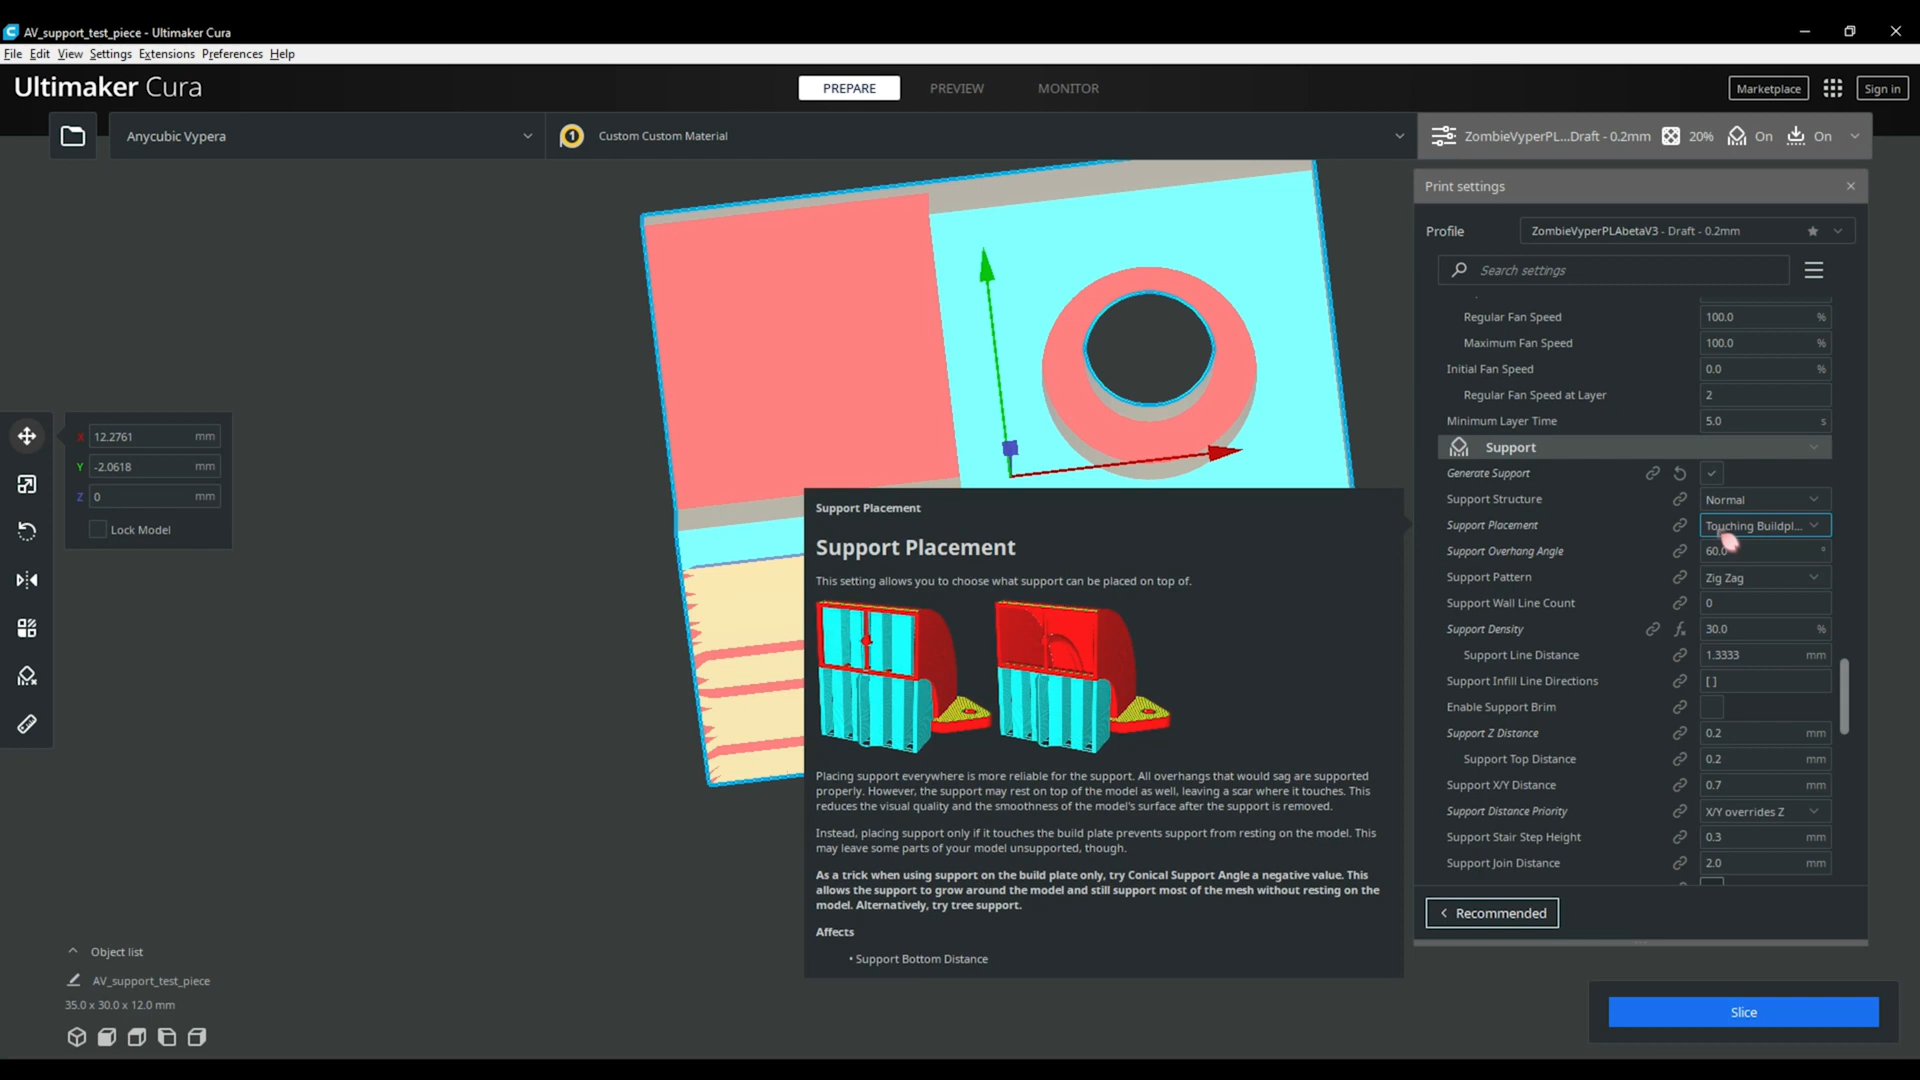 AV_support_test_piece - Ultimaker Cura
File Edit View Settings Extensions Preferences Help
Ultimaker Cura
PREPARE
PREVIEW
MONITOR
Marketplace
Sign in
Anycubic Vypera
1
Custom Custom Material
ZombieVyperPL...Draft - 0.2mm
20%
On
On
Print settings
Profile
ZombieVyperPLAbetaV3 - Draft - 0.2mm
Search settings
Regular Fan Speed 100.0 %
Maximum Fan Speed 100.0 %
Initial Fan Speed 0.0 %
Regular Fan Speed at Layer 2
Minimum Layer Time 5.0 s
Support
Generate Support
Support Structure Normal
Support Placement Touching Buildpl...
Support Overhang Angle 60.0 °
Support Pattern Zig Zag
Support Wall Line Count 0
Support Density 30.0 %
Support Line Distance 1.3333 mm
Support Infill Line Directions [ ]
Enable Support Brim
Support Z Distance 0.2 mm
Support Top Distance 0.2 mm
Support X/Y Distance 0.7 mm
Support Distance Priority X/Y overrides Z
Support Stair Step Height 0.3 mm
Support Join Distance 2.0 mm
Recommended
Slice
X 12.2761 mm
Y -2.0618 mm
Z 0 mm
Lock Model
Support Placement
Support Placement
This setting allows you to choose what support can be placed on top of.
Placing support everywhere is more reliable for the support. All overhangs that would sag are supported
properly. However, the support may rest on top of the model as well, leaving a scar where it touches. This
reduces the visual quality and the smoothness of the model's surface after the support is removed.
Instead, placing support only if it touches the build plate prevents support from resting on the model. This
may leave some parts of your model unsupported, though.
As a trick when using support on the build plate only, try Conical Support Angle a negative value. This
allows the support to grow around the model and still support most of the mesh without resting on the
model. Alternatively, try tree support.
Affects
• Support Bottom Distance
Object list
AV_support_test_piece
35.0 x 30.0 x 12.0 mm